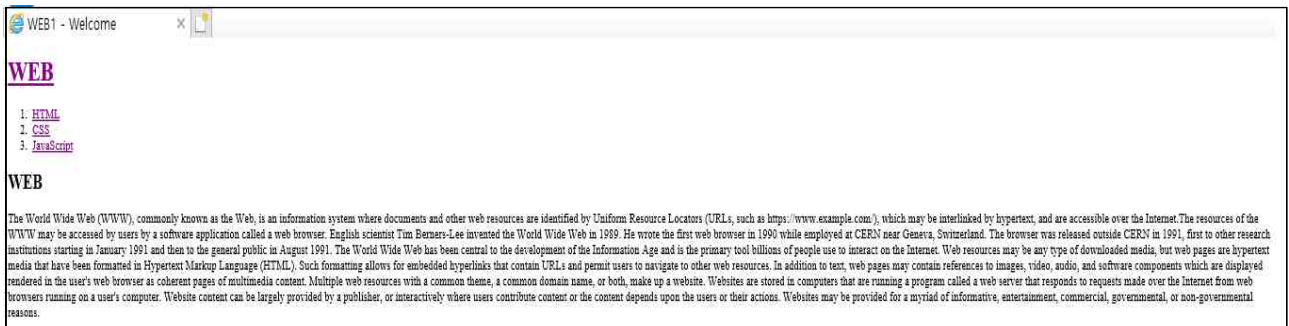 WEB1 - Welcome
WEB
1. HTML
2. CSS
3. JavaScript
WEB
The World Wide Web (WWW), commonly known as the Web, is an information system where documents and other web resources are identified by Uniform Resource Locators (URLs, such as https://www.example.com/), which may be interlinked by hypertext, and are accessible over the Internet.The resources of the
WWW may be accessed by users by a software application called a web browser. English scientist Tim Berners-Lee invented the World Wide Web in 1989. He wrote the first web browser in 1990 while employed at CERN near Geneva, Switzerland. The browser was released outside CERN in 1991, first to other research
institutions starting in January 1991 and then to the general public in August 1991. The World Wide Web has been central to the development of the Information Age and is the primary tool billions of people use to interact on the Internet. Web resources may be any type of downloaded media, but web pages are hypertext
media that have been formatted in Hypertext Markup Language (HTML). Such formatting allows for embedded hyperlinks that contain URLs and permit users to navigate to other web resources. In addition to text, web pages may contain references to images, video, audio, and software components which are displayed
rendered in the user's web browser as coherent pages of multimedia content. Multiple web resources with a common theme, a common domain name, or both, make up a website. Websites are stored in computers that are running a program called a web server that responds to requests made over the Internet from web
browsers running on a user's computer. Website content can be largely provided by a publisher, or interactively where users contribute content or the content depends upon the users or their actions. Websites may be provided for a myriad of informative, entertainment, commercial, governmental, or non-governmental
reasons.